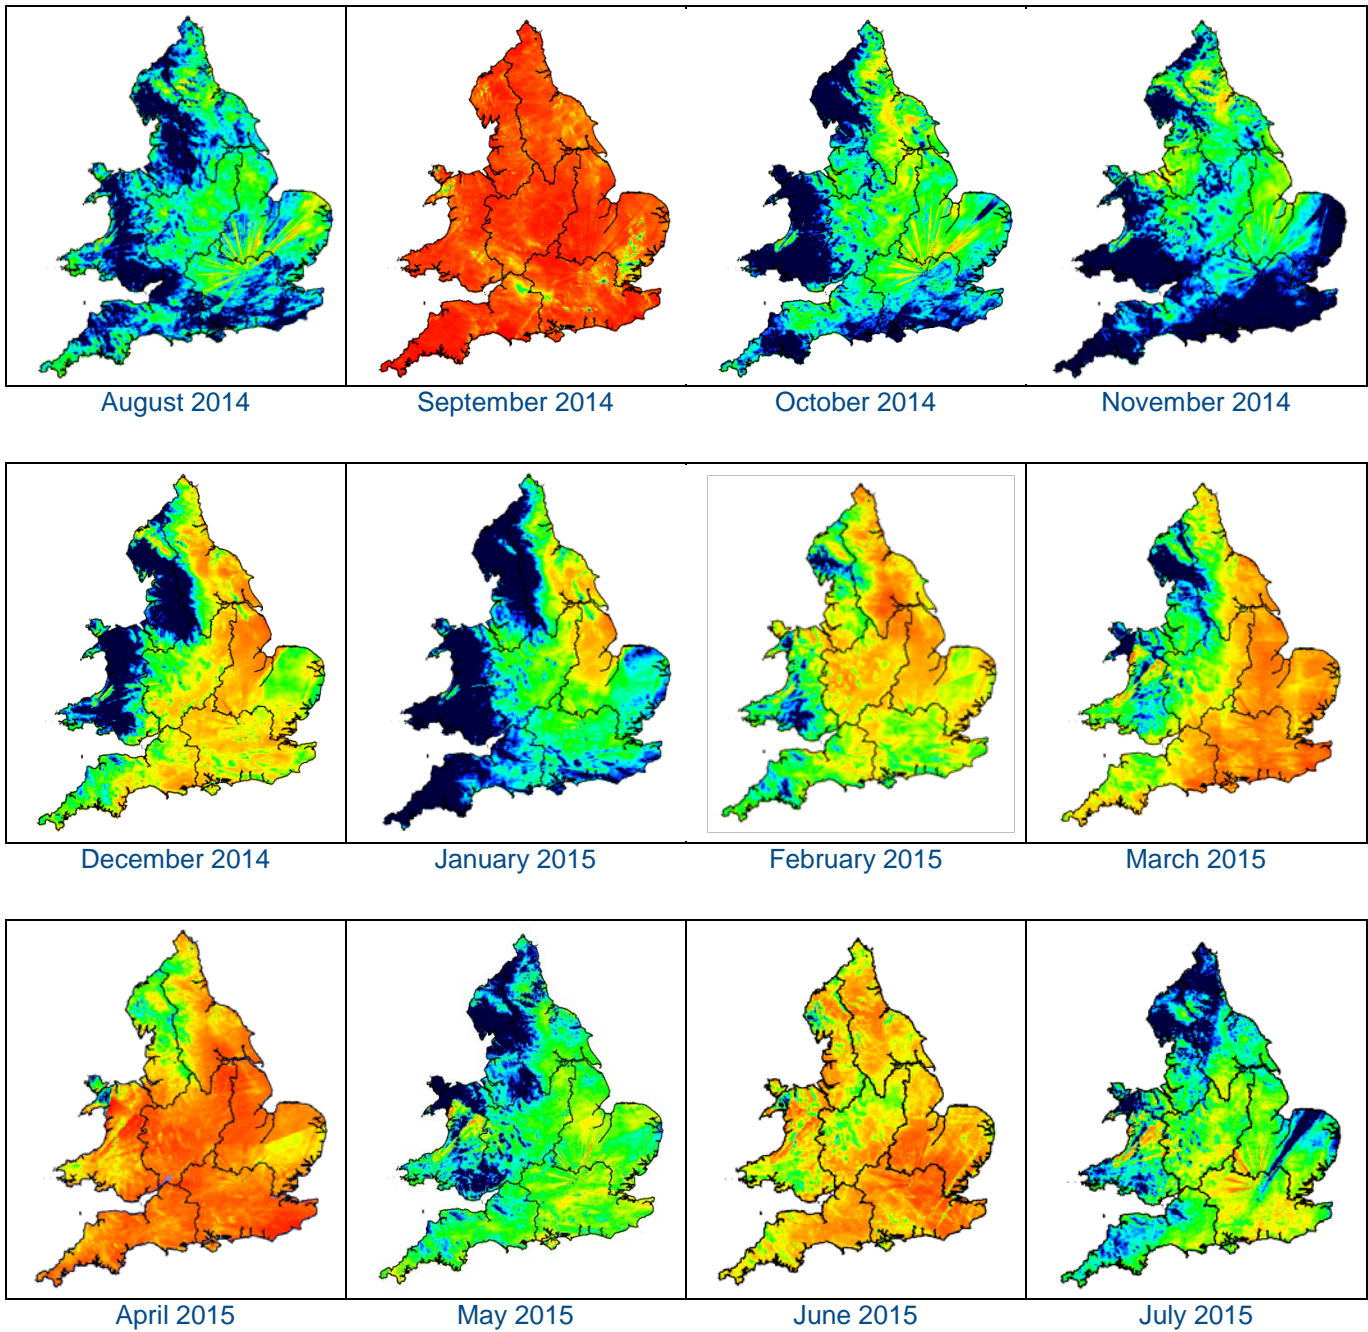 August 2014
September 2014
October 2014
November 2014
December 2014
January 2015
February 2015
March 2015
April 2015
May 2015
June 2015
July 2015